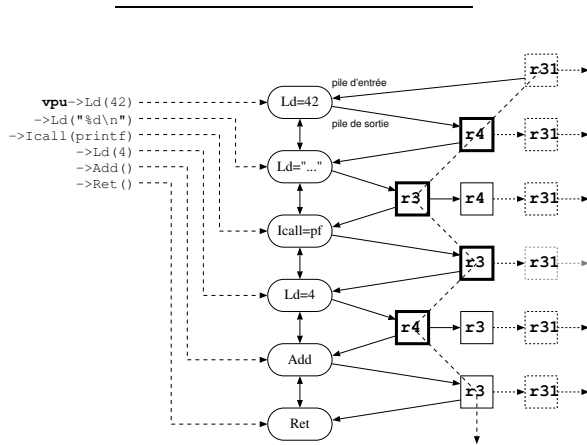 r31
pile d'entrée
vpu->Ld(42)
Ld=42
pile de sortie
->Ld("%d\n")
r4
r31
->Icall(printf)
->Ld(4)
Ld="..."
->Add()
->Ret()
r3
r4
r31
Icall=pf
r3
r31
Ld=4
r4
r3
r31
Add
r3
r31
Ret